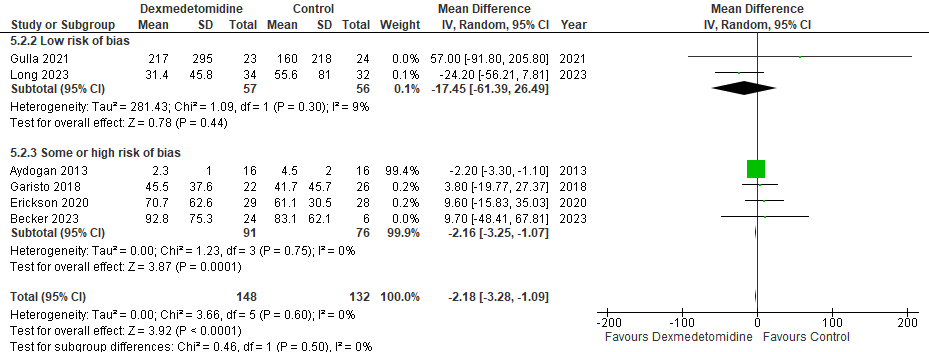 Dexmedetomidine Control Mean Difference Mean Difference
Study or Subgroup Mean SD Total Mean SD Total Weight IV, Random, 95% CI Year IV, Random, 95% CI
5.2.2 Low risk of bias
Gulla 2021 217 295 23 160 218 24 0.0% 57.00 [-91.80, 205.80] 2021
Long 2023 31.4 45.8 34 55.6 81 32 0.1% -24.20 [-56.21, 7.81] 2023
Subtotal (95% CI) 57 56 0.1% -17.45 [-61.39, 26.49]
Heterogeneity: Tau² = 281.43; Chi² = 1.09, df = 1 (P = 0.30); I² = 9%
Test for overall effect: Z = 0.78 (P = 0.44)
5.2.3 Some or high risk of bias
Aydogan 2013 2.3 1 16 4.5 2 16 99.4% -2.20 [-3.30, -1.10] 2013
Garisto 2018 45.5 37.6 22 41.7 45.7 26 0.2% 3.80 [-19.77, 27.37] 2018
Erickson 2020 70.7 62.6 29 61.1 30.5 28 0.2% 9.60 [-15.83, 35.03] 2020
Becker 2023 92.8 75.3 24 83.1 62.1 6 0.0% 9.70 [-48.41, 67.81] 2023
Subtotal (95% CI) 91 76 99.9% -2.16 [-3.25, -1.07]
Heterogeneity: Tau² = 0.00; Chi² = 1.23, df = 3 (P = 0.75); I² = 0%
Test for overall effect: Z = 3.87 (P = 0.0001)
Total (95% CI) 148 132 100.0% -2.18 [-3.28, -1.09]
Heterogeneity: Tau² = 0.00; Chi² = 3.66, df = 5 (P = 0.60); I² = 0%
Test for overall effect: Z = 3.92 (P < 0.0001)
Test for subgroup differences: Chi² = 0.46, df = 1 (P = 0.50), I² = 0%
-200 -100 0 100 200
Favours Dexmedetomidine Favours Control